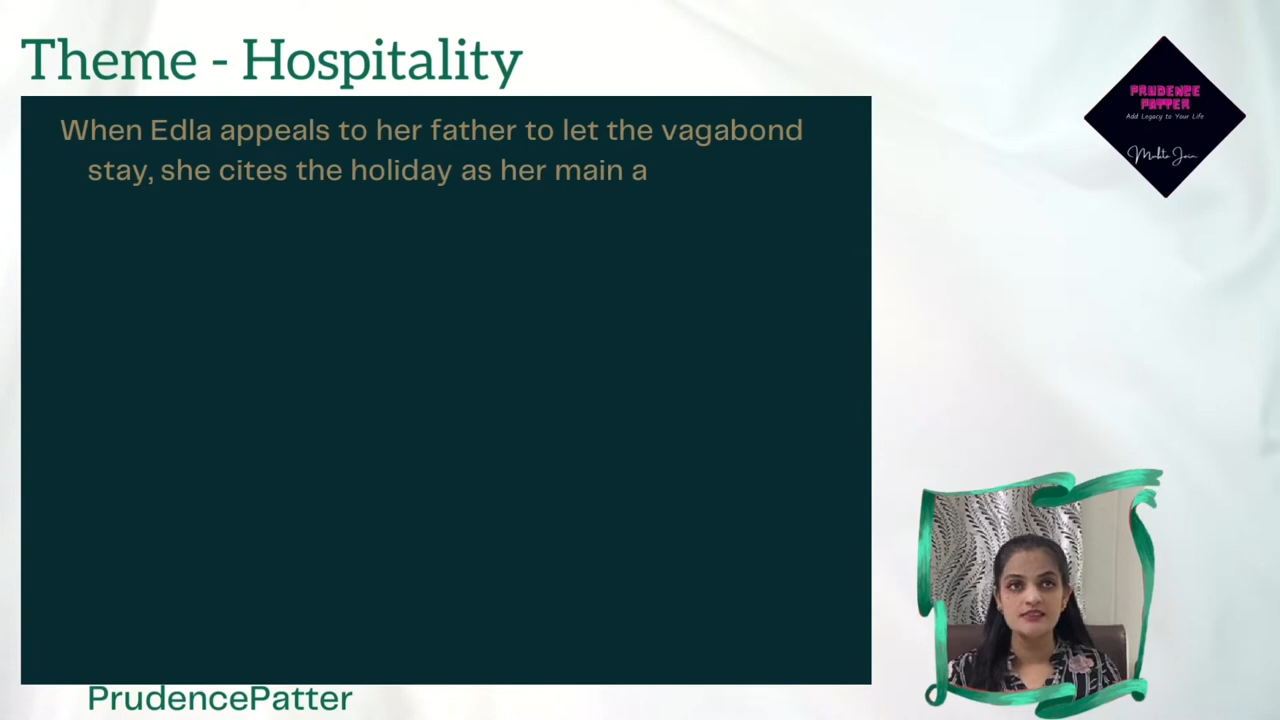 Theme - Hospitality
PRUDENCE
PATTER
Add Legacy to Your Life
When Edla appeals to her father to let the vagabond
stay, she cites the holiday as her main a
PrudencePatter